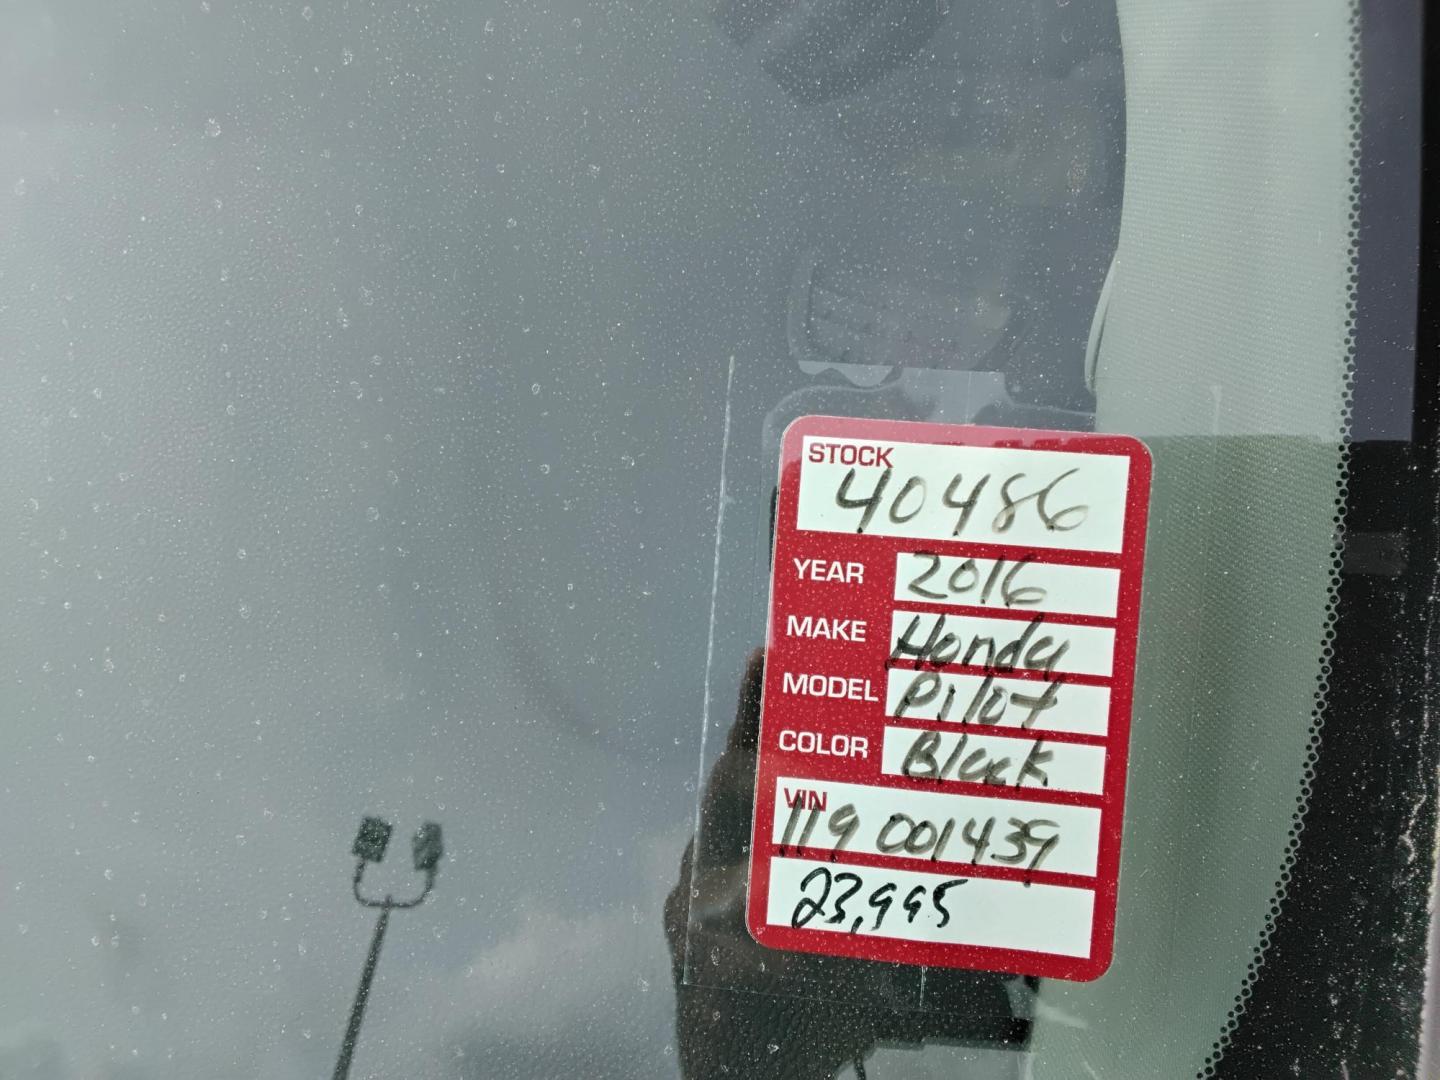 STOCK
40486
YEAR 2016
MAKE Honda
MODEL Pilot
COLOR Black
VIN
119 001439
23,995